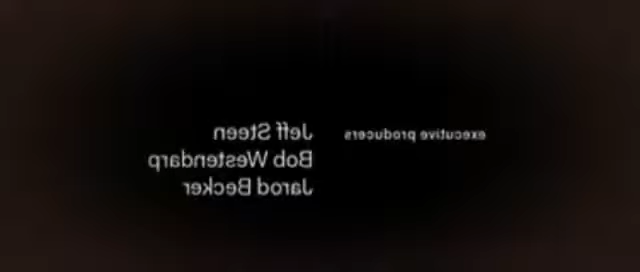 executive producers
Jeff Steen
Bob Westendarp
Jarod Becker